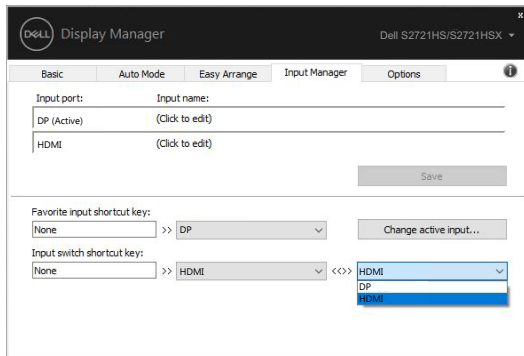 x
DELL Display Manager Dell S2721HS/S2721HSX
Basic Auto Mode Easy Arrange Input Manager Options i
Input port: Input name:
DP (Active) (Click to edit)
HDMI (Click to edit)
Save
Favorite input shortcut key:
None >> DP Change active input...
Input switch shortcut key:
None >> HDMI <<>> HDMI
DP
HDMI